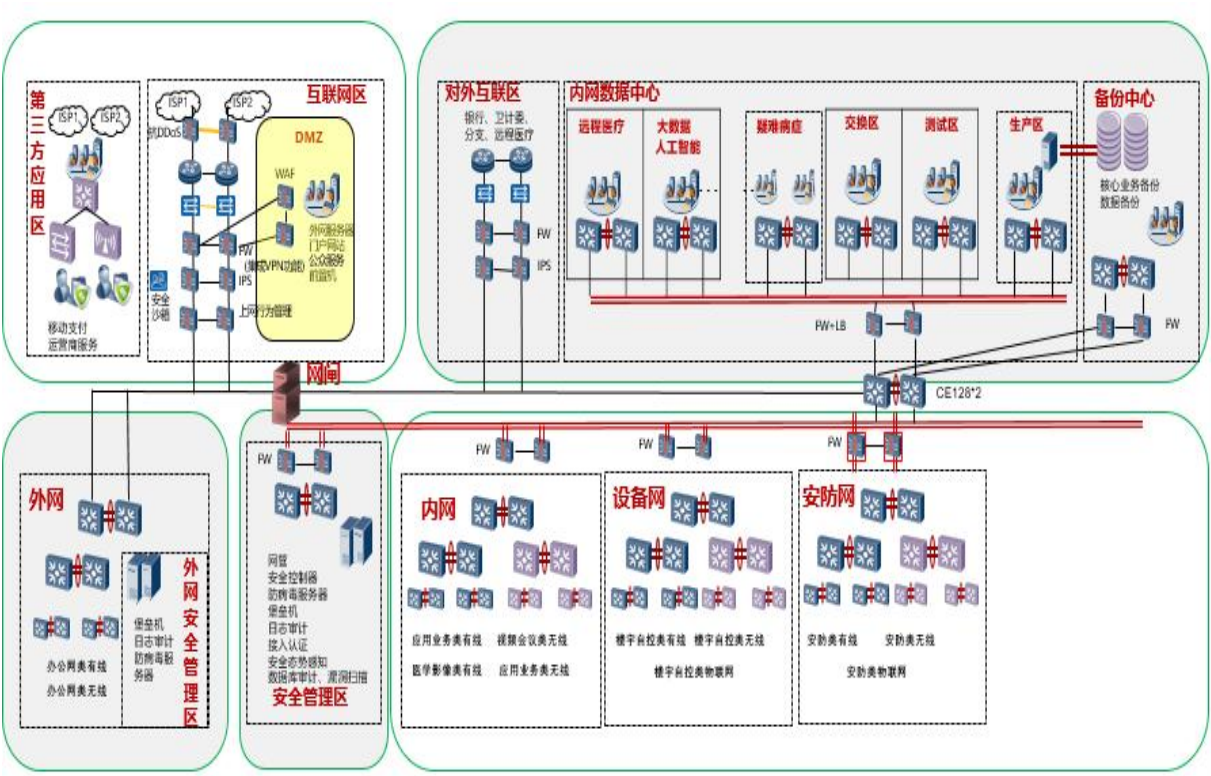 第三方应用区
ISP1
ISP2
移动支付
运营商服务
互联网区
ISP1
ISP2
抗DDoS
DMZ
WAF
外网服务器
门户网站
公众服务
前置机
FW
(集成VPN功能)
IPS
安全
沙箱
上网行为管理
对外互联区
银行、卫计委、
分支、远程医疗
FW
IPS
内网数据中心
远程医疗
大数据
人工智能
疑难病症
交换区
测试区
生产区
FW+LB
备份中心
核心业务备份
数据备份
FW
网闸
CE128*2
外网
办公网类有线
办公网类无线
外网安全管理区
堡垒机
日志审计
防病毒服
务器
FW
网管
安全控制器
防病毒服务器
堡垒机
日志审计
接入认证
安全态势感知
数据库审计、漏洞扫描
安全管理区
FW
内网
应用业务类有线
视频会议类无线
医学影像类有线
应用业务类无线
FW
设备网
楼宇自控类有线
楼宇自控类无线
楼宇自控类物联网
FW
安防网
安防类有线
安防类无线
安防类物联网